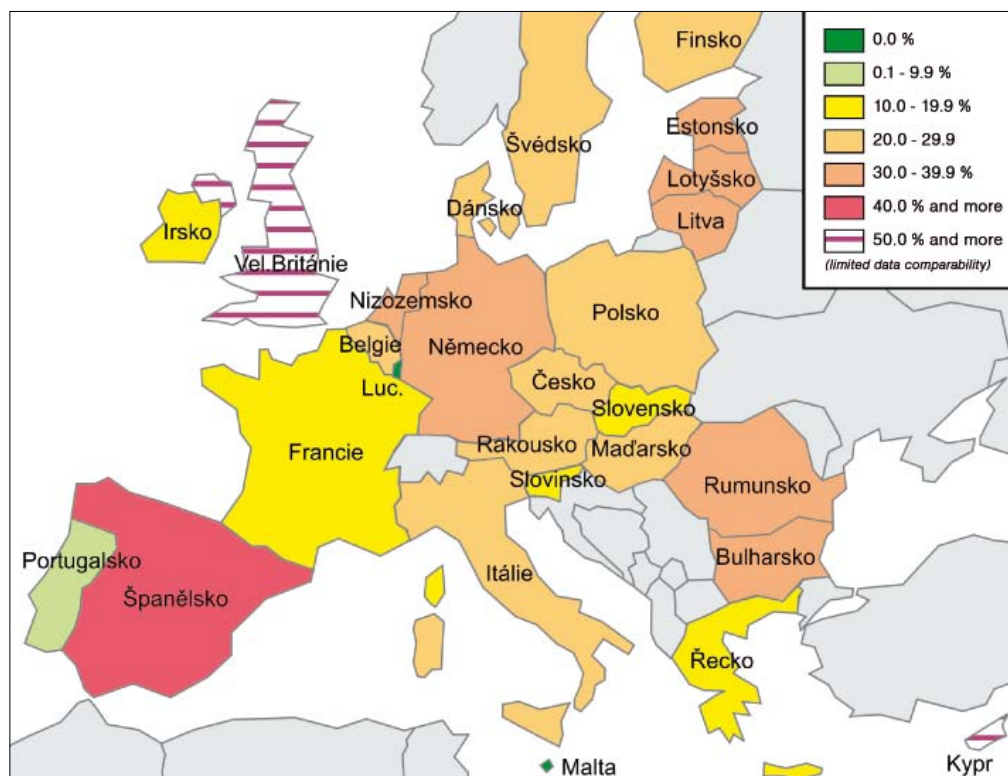 Finsko
0.0 %
0.1 - 9.9 %
10.0 - 19.9 %
20.0 - 29.9
30.0 - 39.9 %
40.0 % and more
50.0 % and more
(limited data comparability)
Estonsko
Švédsko
Lotyšsko
Dánsko
Litva
Irsko
Vel.Británie
Nizozemsko
Polsko
Belgie
Německo
Česko
Luc.
Slovensko
Francie
Rakousko
Maďarsko
Slovinsko
Rumunsko
Portugalsko
Bulharsko
Itálie
Španělsko
Řecko
Malta
Kypr